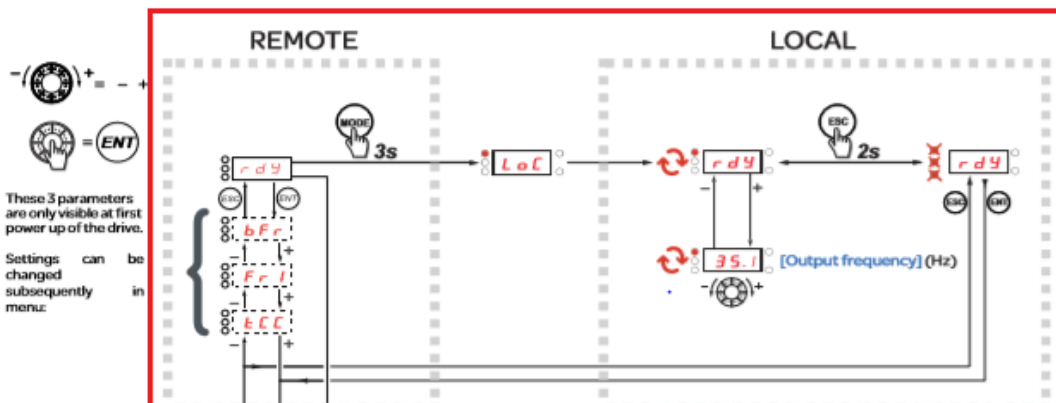 REMOTE
LOCAL
- + = - +
= ENT
MODE
3s
ESC
2s
rdY
LoC
rdY
rdY
ESC
ENT
ESC
ENT
These 3 parameters
are only visible at first
power up of the drive.
Settings can be
changed
subsequently in
menu:
bFr
- +
Fr1
- +
tCC
- +
- +
35.1
[Output frequency] (Hz)
- +